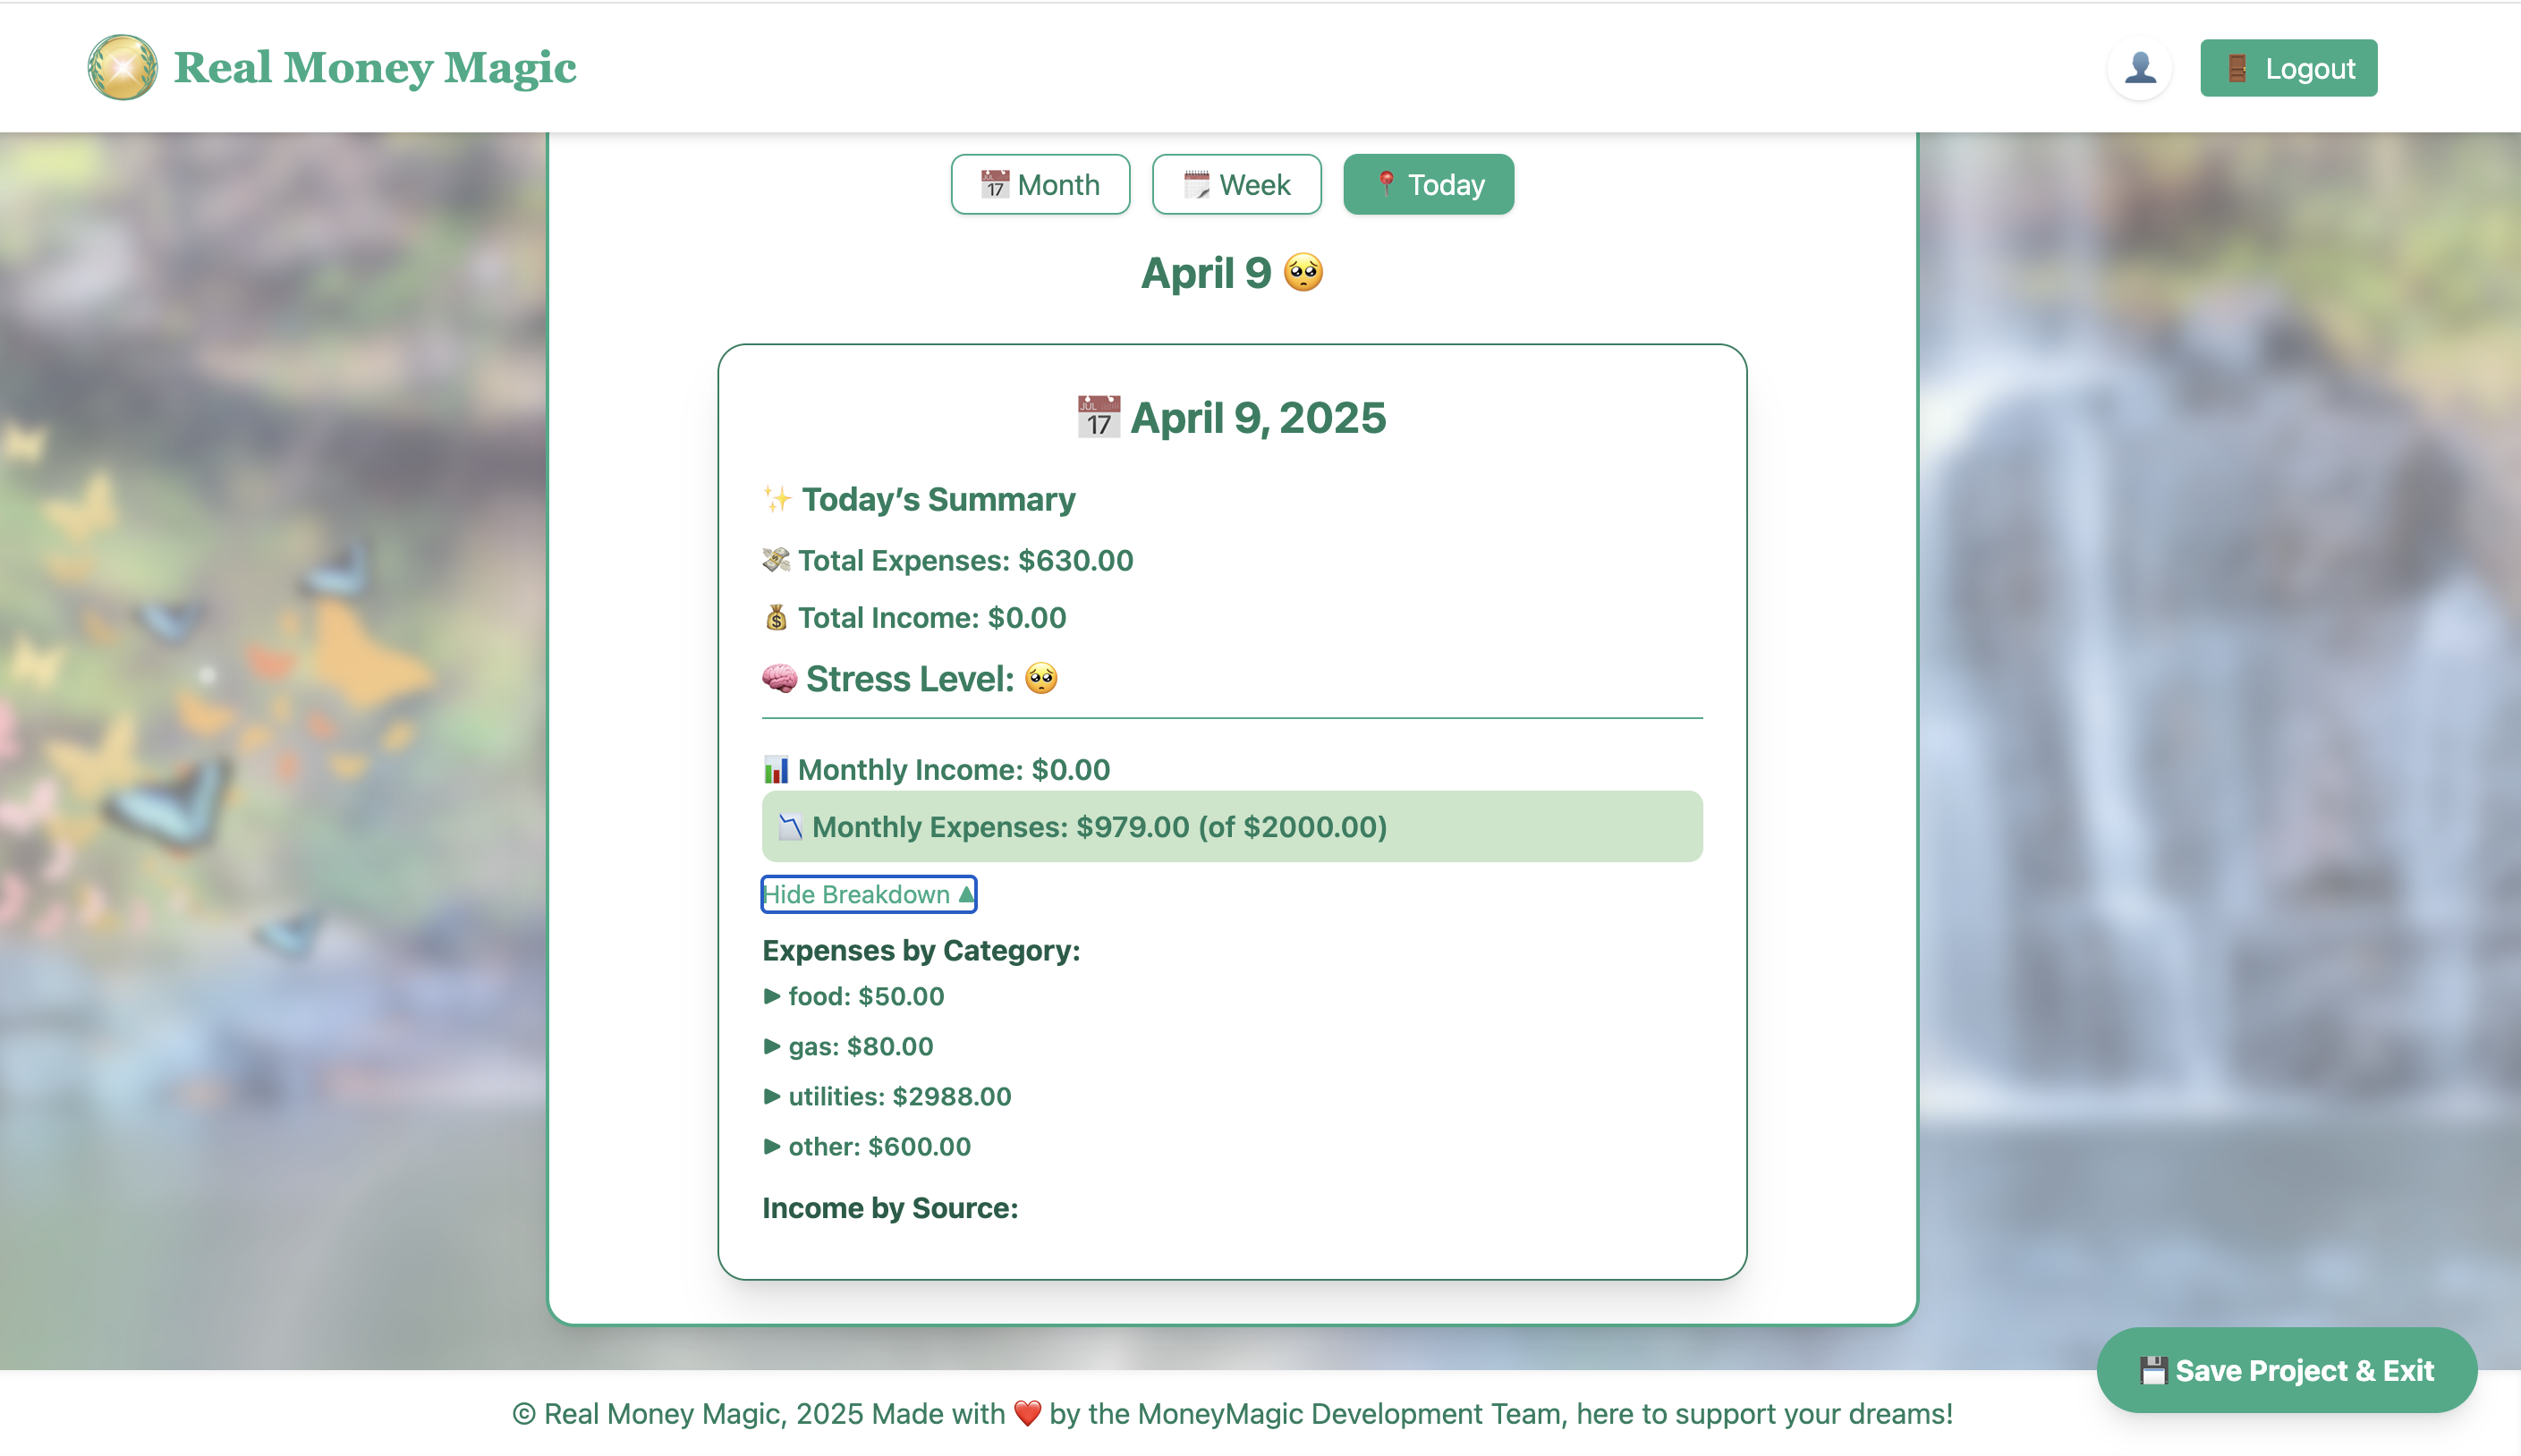 Real Money Magic
👤
🚪 Logout
📅 Month
🗓️ Week
📍 Today
April 9 🥺
📅 April 9, 2025
✨ Today’s Summary
💸 Total Expenses: $630.00
💰 Total Income: $0.00
🧠 Stress Level: 🥺
📊 Monthly Income: $0.00
📉 Monthly Expenses: $979.00 (of $2000.00)
Hide Breakdown ▲
Expenses by Category:
▶ food: $50.00
▶ gas: $80.00
▶ utilities: $2988.00
▶ other: $600.00
Income by Source:
💾 Save Project & Exit
© Real Money Magic, 2025 Made with ❤️ by the MoneyMagic Development Team, here to support your dreams!